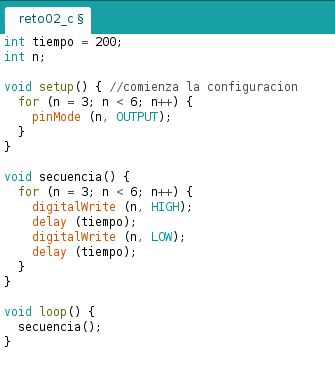 reto02_c §
int tiempo = 200;
int n;
void setup() { //comienza la configuracion
for (n = 3; n < 6; n++) {
pinMode (n, OUTPUT);
}
}
void secuencia() {
for (n = 3; n < 6; n++) {
digitalWrite (n, HIGH);
delay (tiempo);
digitalWrite (n, LOW);
delay (tiempo);
}
}
void loop() {
secuencia();
}